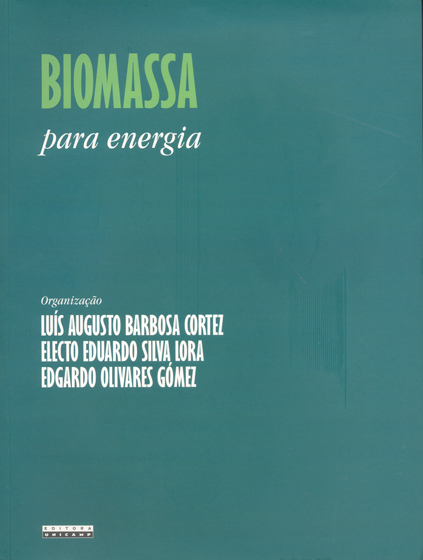 BIOMASSA
para energia
Organização
LUÍS AUGUSTO BARBOSA CORTEZ
ELECTO EDUARDO SILVA LORA
EDGARDO OLIVARES GÓMEZ
EDITORA
UNICAMP